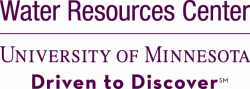 Water Resources Center
UNIVERSITY OF MINNESOTA
Driven to Discover℠